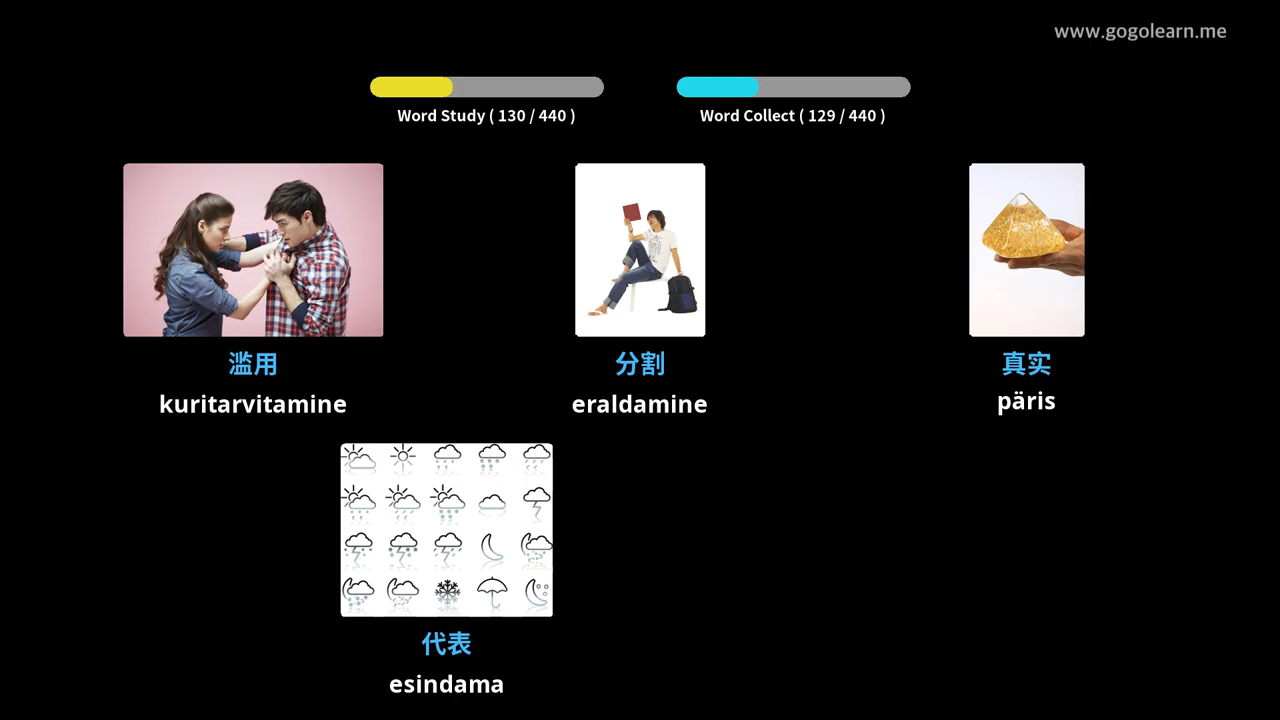 www.gogolearn.me
Word Study ( 130 / 440 )
Word Collect ( 129 / 440 )
滥用
kuritarvitamine
分割
eraldamine
真实
päris
代表
esindama